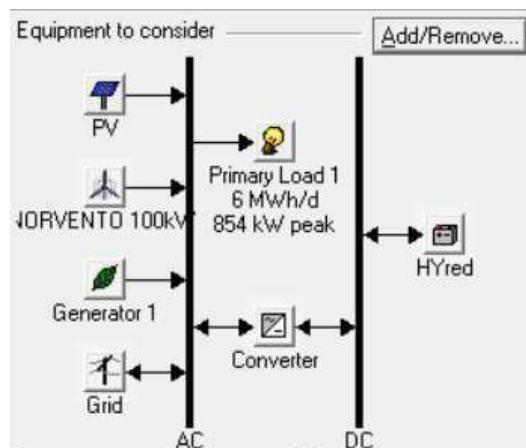 Equipment to consider
Add/Remove...
PV
Primary Load 1
6 MWh/d
854 kW peak
NORVENTO 100kW
HYred
Generator 1
Converter
Grid
AC
DC